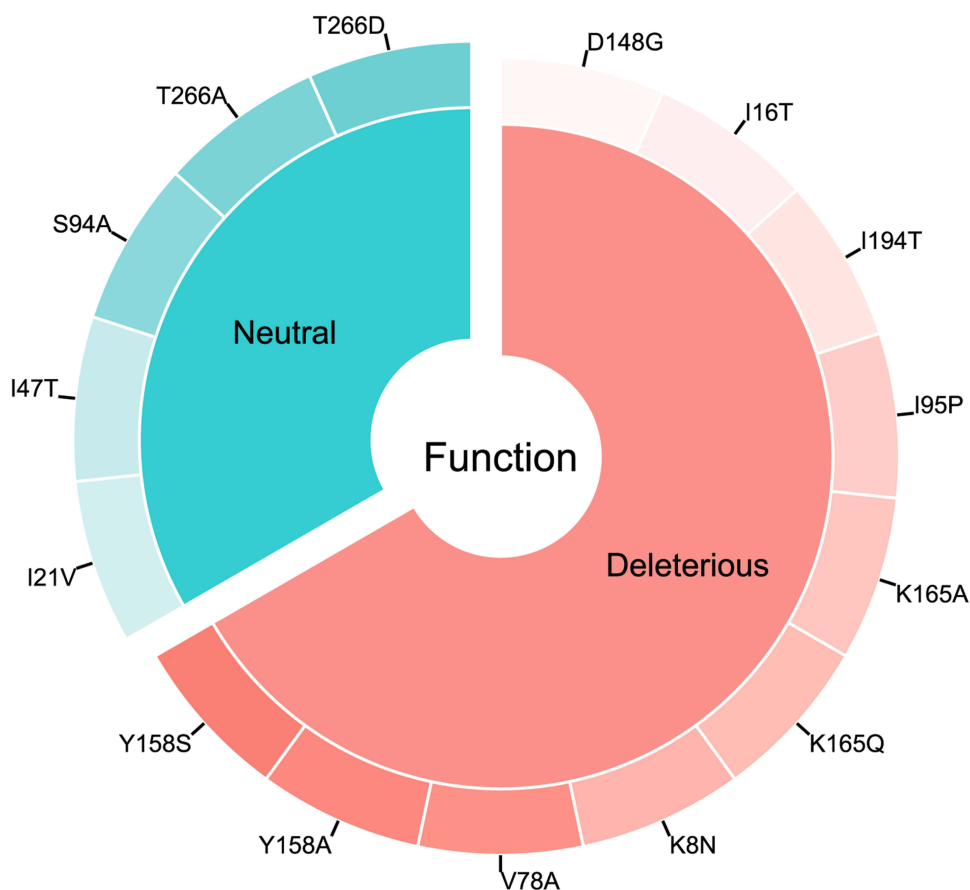 T266D
D148G
T266A
I16T
S94A
I194T
Neutral
I47T
I95P
Function
Deleterious
I21V
K165A
Y158S
K165Q
Y158A
K8N
V78A